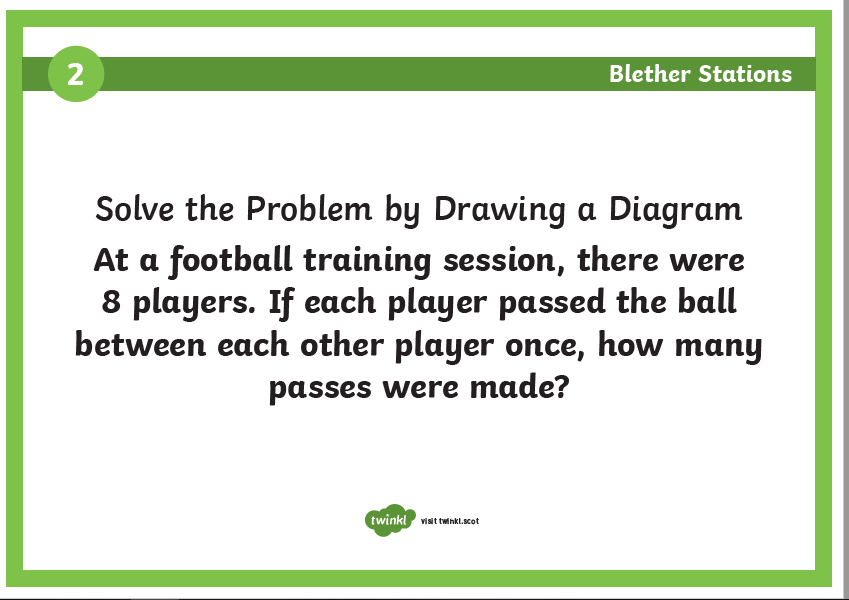 2
Blether Stations
Solve the Problem by Drawing a Diagram
At a football training session, there were
8 players. If each player passed the ball
between each other player once, how many
passes were made?
twinkl
visit twinkl.scot